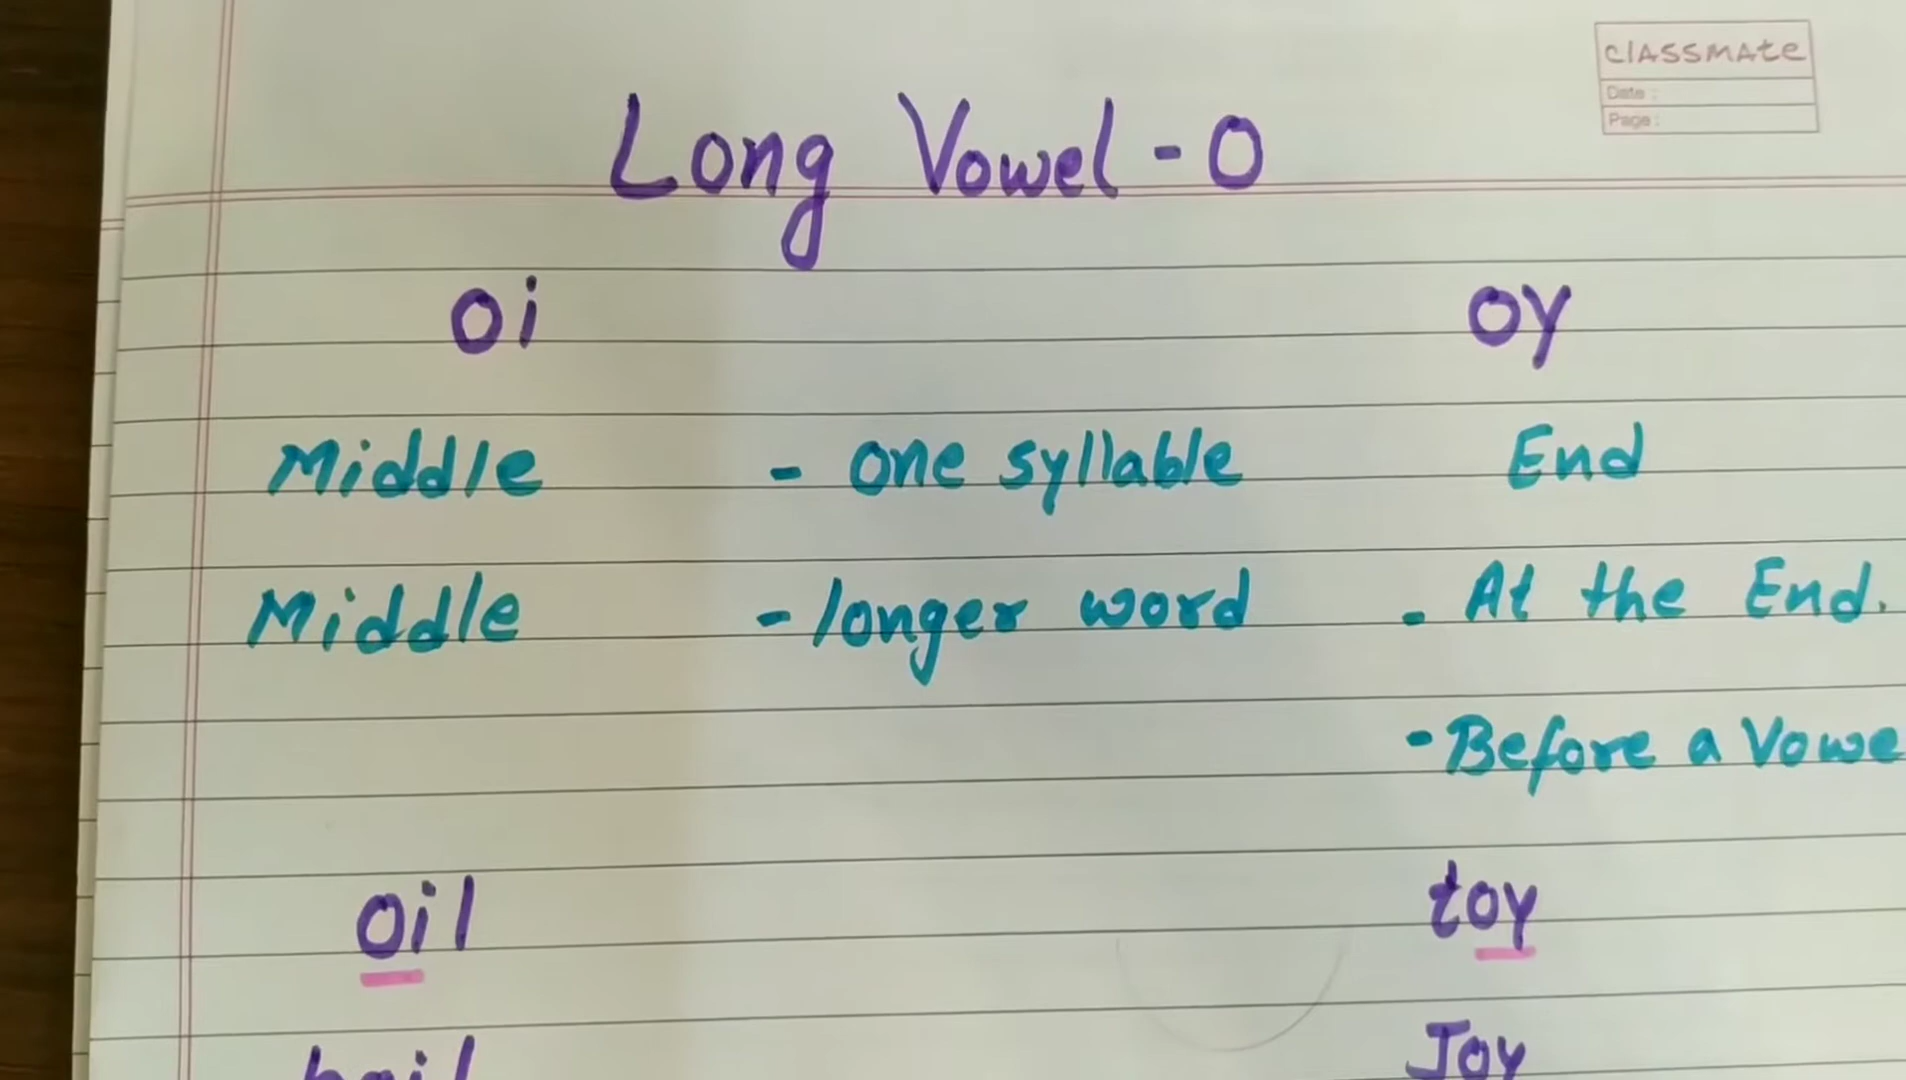 CLASSMATE
Date :
Page :
Long Vowel - O
oi oy
Middle - one syllable End
Middle - longer word - At the End.
- Before a Vowe
oil toy
boil Joy